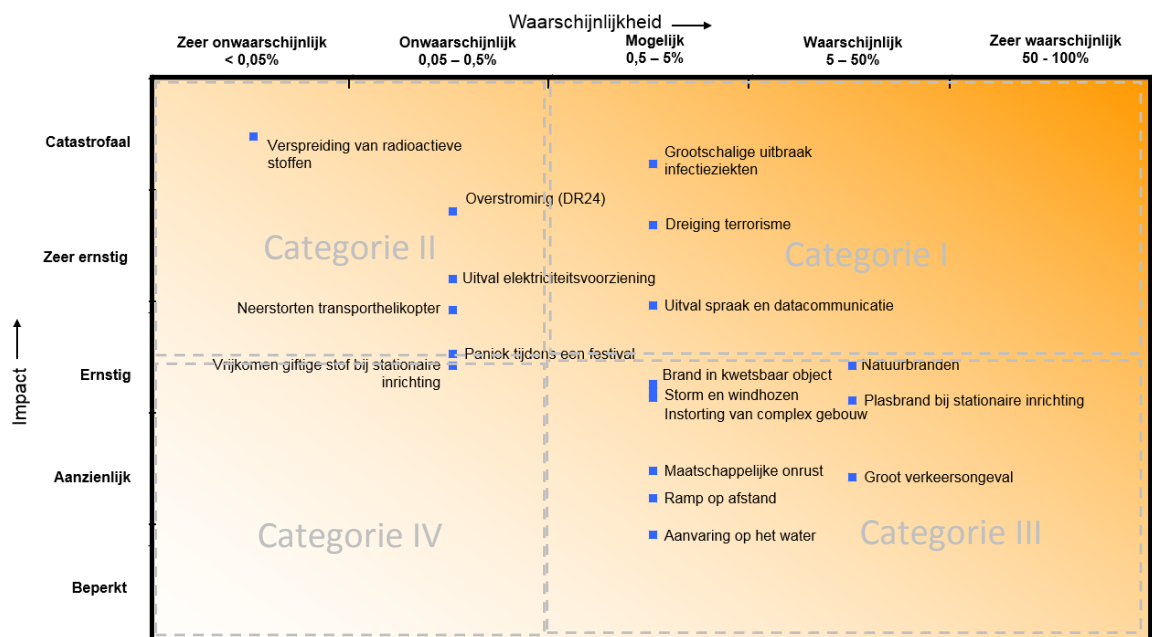 Waarschijnlijkheid
Zeer onwaarschijnlijk
< 0,05%
Onwaarschijnlijk
0,05 – 0,5%
Mogelijk
0,5 – 5%
Waarschijnlijk
5 – 50%
Zeer waarschijnlijk
50 - 100%
Impact
Catastrofaal
Zeer ernstig
Ernstig
Aanzienlijk
Beperkt
Verspreiding van radioactieve
stoffen
Overstroming (DR24)
Categorie II
Uitval elektriciteitsvoorziening
Neerstorten transporthelikopter
Paniek tijdens een festival
Vrijkomen giftige stof bij stationaire
inrichting
Grootschalige uitbraak
infectieziekten
Dreiging terrorisme
Categorie I
Uitval spraak en datacommunicatie
Natuurbranden
Brand in kwetsbaar object
Storm en windhozen
Plasbrand bij stationaire inrichting
Instorting van complex gebouw
Maatschappelijke onrust
Groot verkeersongeval
Ramp op afstand
Aanvaring op het water
Categorie III
Categorie IV